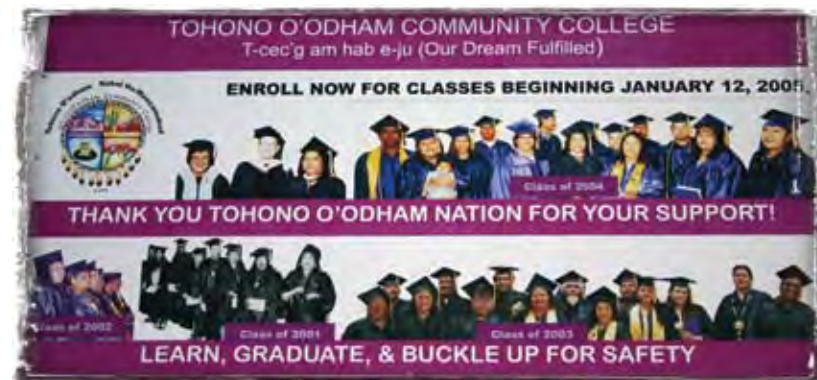 TOHONO O'ODHAM COMMUNITY COLLEGE
T-cec'g am hab e-ju (Our Dream Fulfilled)
ENROLL NOW FOR CLASSES BEGINNING JANUARY 12, 2005
Class of 2004
THANK YOU TOHONO O'ODHAM NATION FOR YOUR SUPPORT!
Class of 2002
Class of 2001
Class of 2003
LEARN, GRADUATE, & BUCKLE UP FOR SAFETY